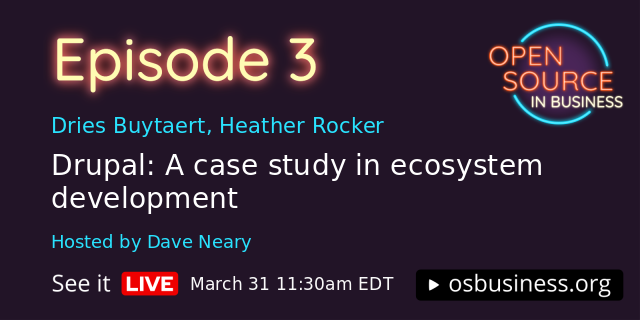 Episode 3
OPEN
SOURCE
IN BUSINESS
Dries Buytaert, Heather Rocker
Drupal: A case study in ecosystem
development
Hosted by Dave Neary
See it LIVE March 31 11:30am EDT
osbusiness.org